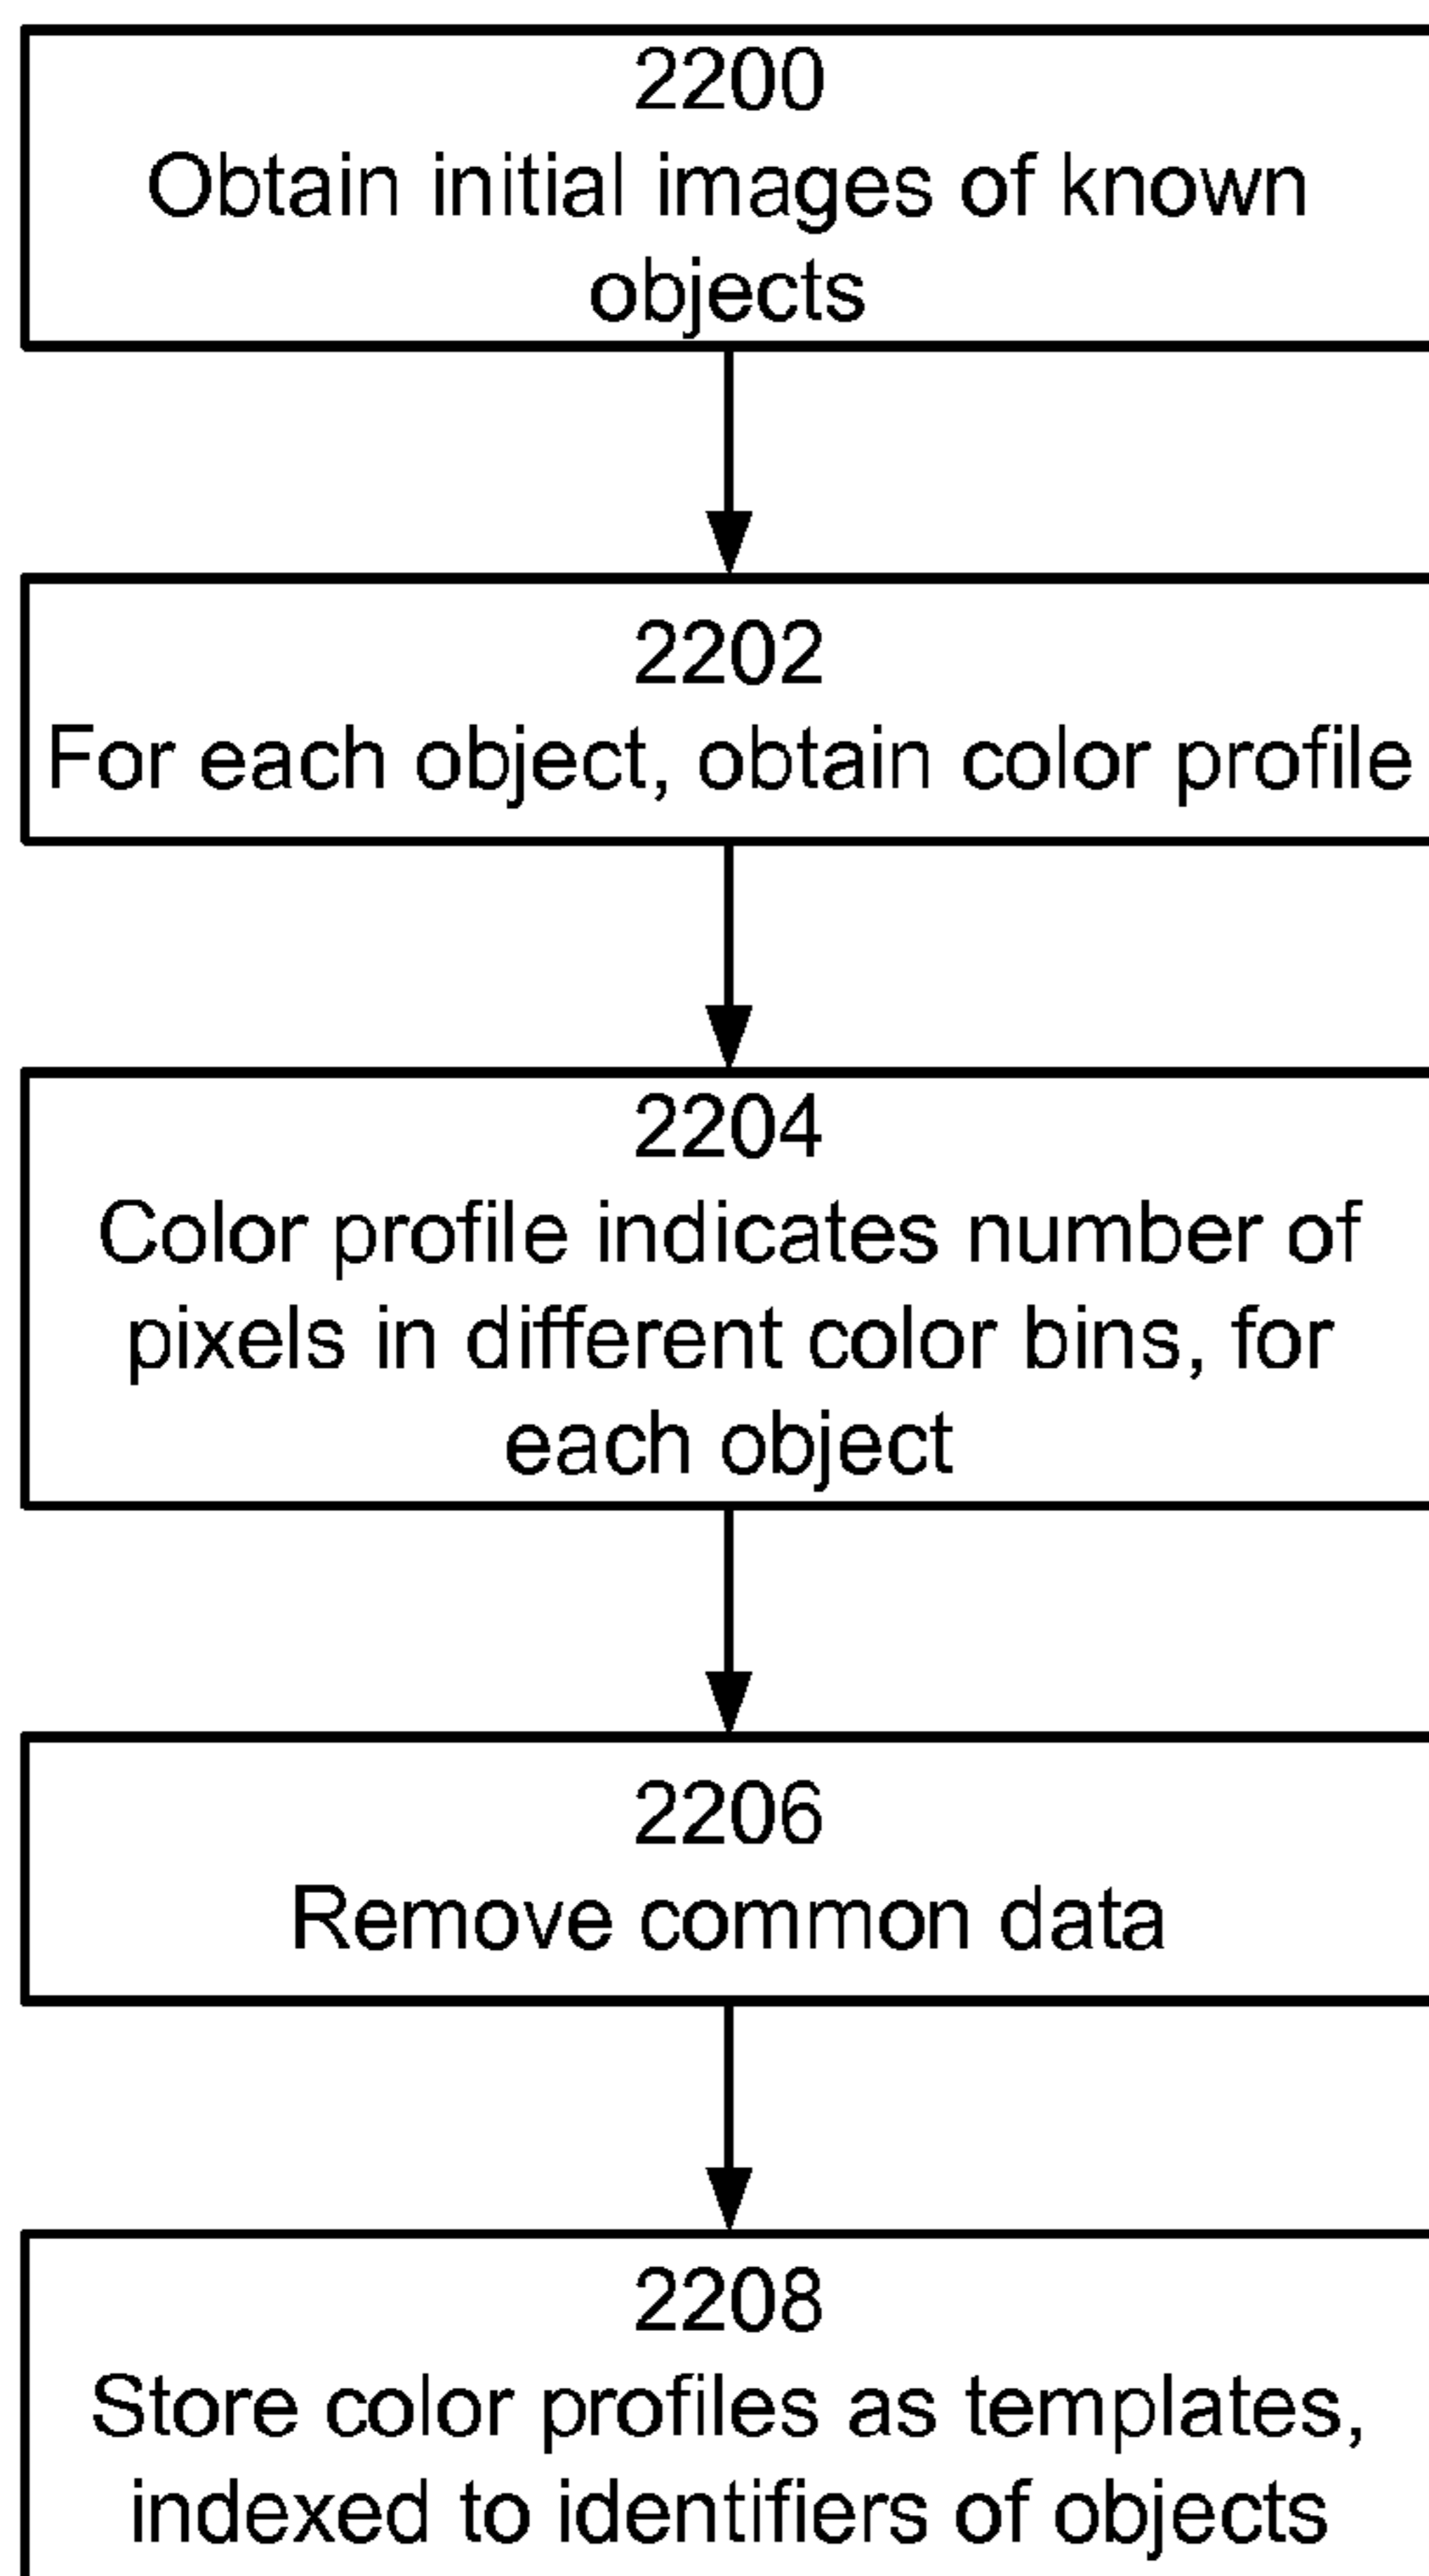 2200
Obtain initial images of known
objects
2202
For each object, obtain color profile
2204
Color profile indicates number of
pixels in different color bins, for
each object
2206
Remove common data
2208
Store color profiles as templates,
indexed to identifiers of objects